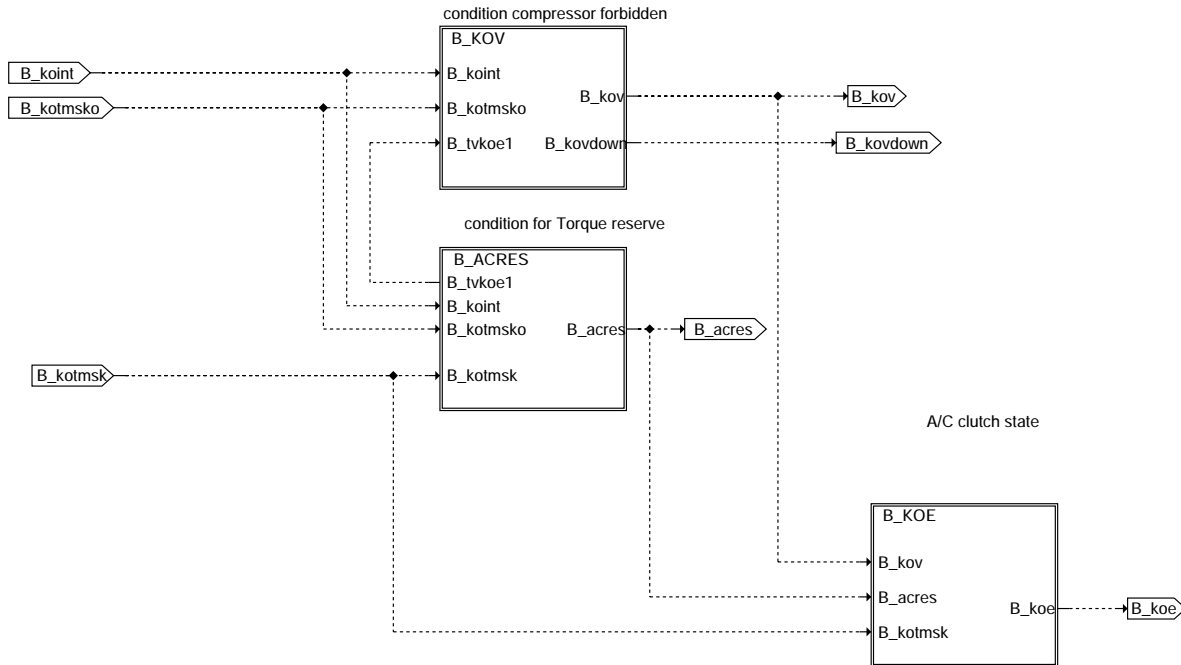 condition compressor forbidden
B_KOV
B_koint
B_koint
B_kotmsko
B_kotmsko
B_kov
B_kov
B_tvkoe1
B_kovdown
B_kovdown
condition for Torque reserve
B_ACRES
B_tvkoe1
B_koint
B_kotmsko
B_acres
B_acres
B_kotmsk
B_kotmsk
A/C clutch state
B_KOE
B_kov
B_acres
B_koe
B_koe
B_kotmsk